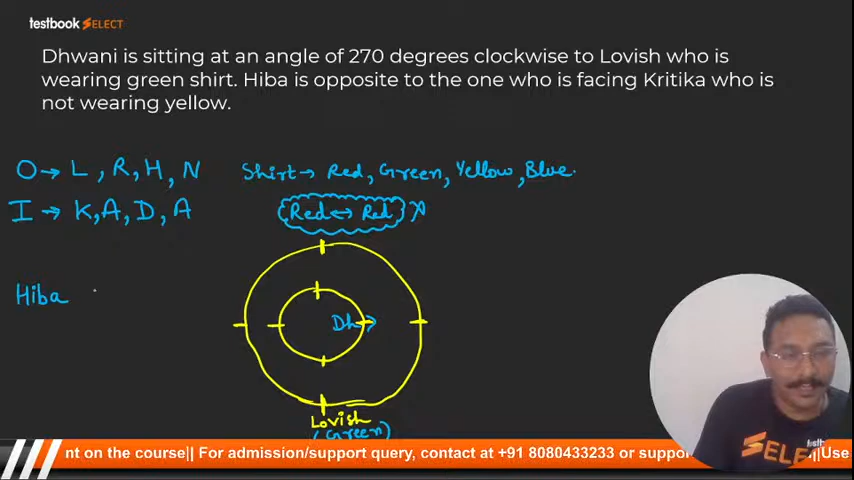 testbook SELECT
Dhwani is sitting at an angle of 270 degrees clockwise to Lovish who is
wearing green shirt. Hiba is opposite to the one who is facing Kritika who is
not wearing yellow.
O → L, R, H, N Shirt → Red, Green, Yellow, Blue.
I → K, A, D, A (Red ↔ Red) X
Hiba
Dh →
Lovish
(Green)
SELEC
nt on the course|| For admission/support query, contact at +91 8080433233 or suppo ||Use